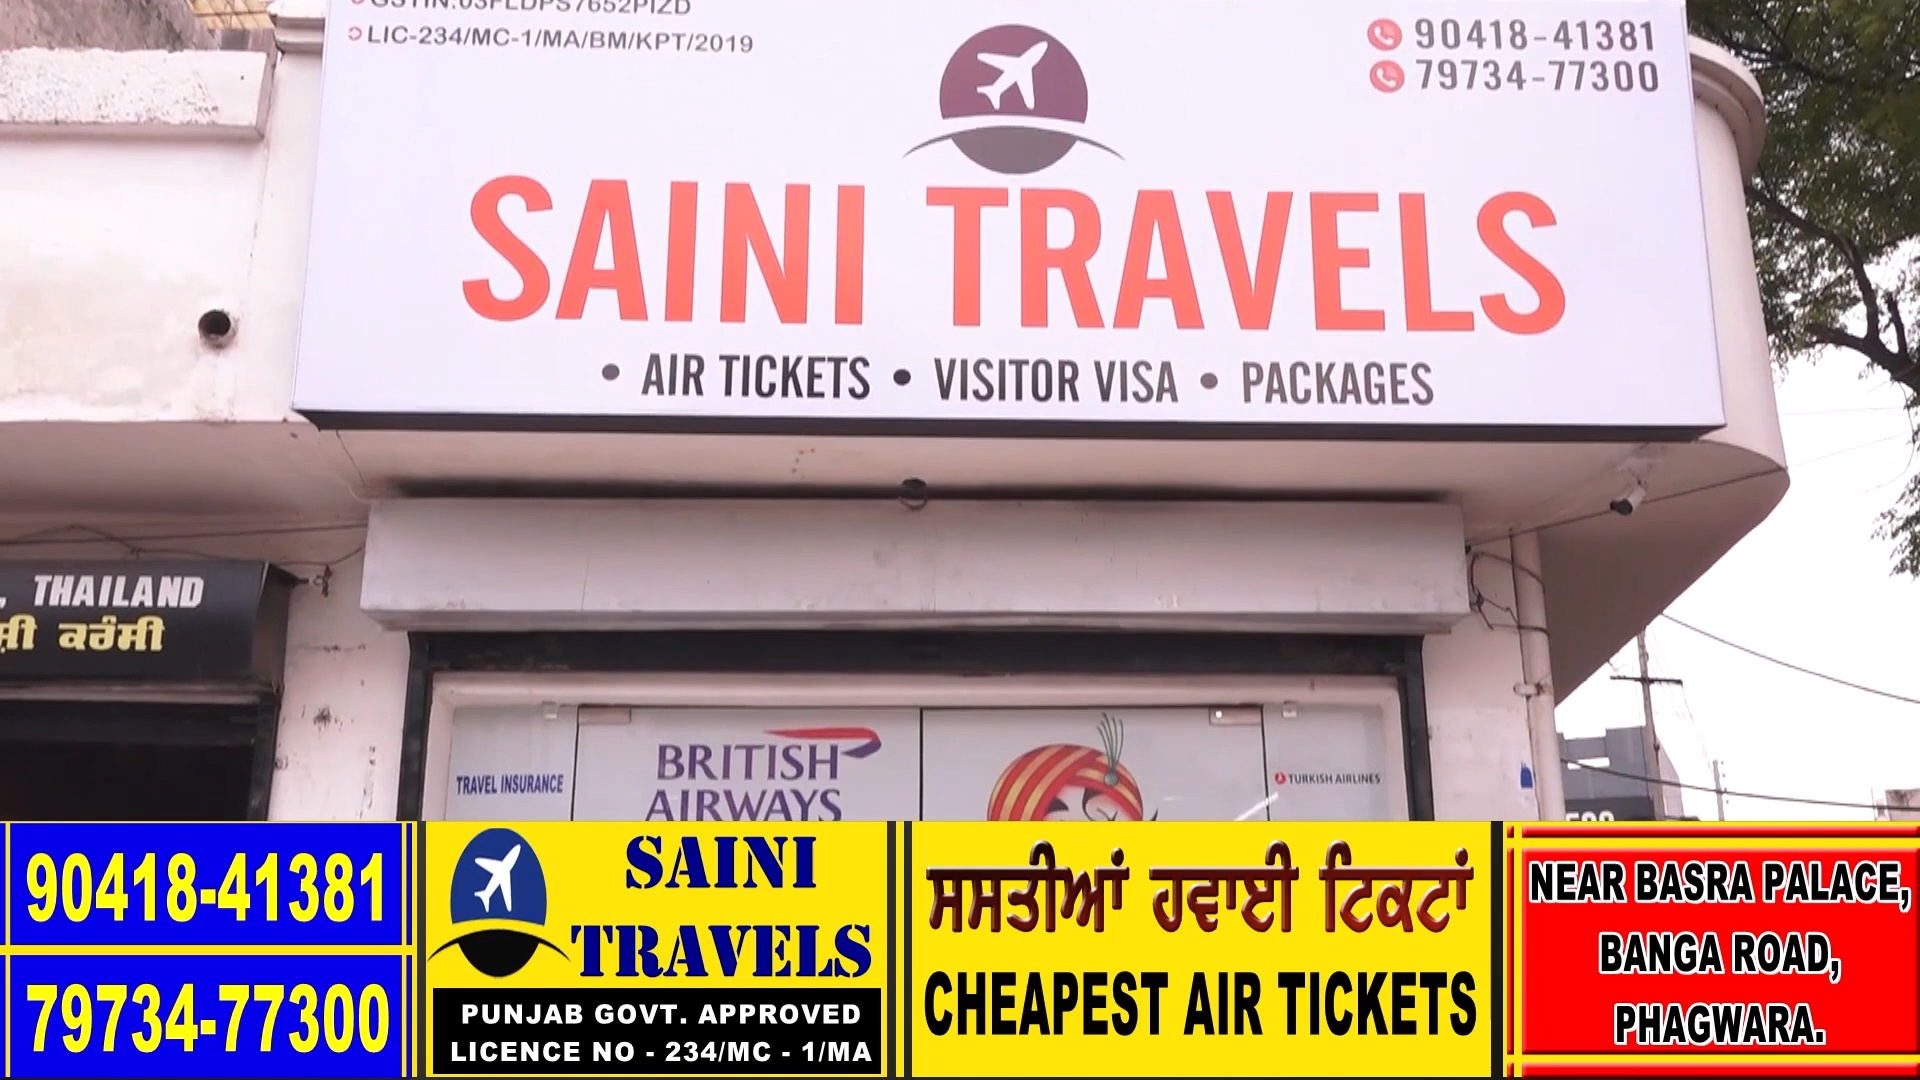 GSTIN:03FLDPS7652PIZD
LIC-234/MC-1/MA/BM/KPT/2019
90418-41381
79734-77300
SAINI TRAVELS
• AIR TICKETS • VISITOR VISA • PACKAGES
, THAILAND
ਕਰੰਸੀ
TRAVEL INSURANCE
BRITISH
AIRWAYS
TURKISH AIRLINES
90418-41381
79734-77300
SAINI
TRAVELS
PUNJAB GOVT. APPROVED
LICENCE NO - 234/MC - 1/MA
ਸਸਤੀਆਂ ਹਵਾਈ ਟਿਕਟਾਂ
CHEAPEST AIR TICKETS
NEAR BASRA PALACE,
BANGA ROAD,
PHAGWARA.